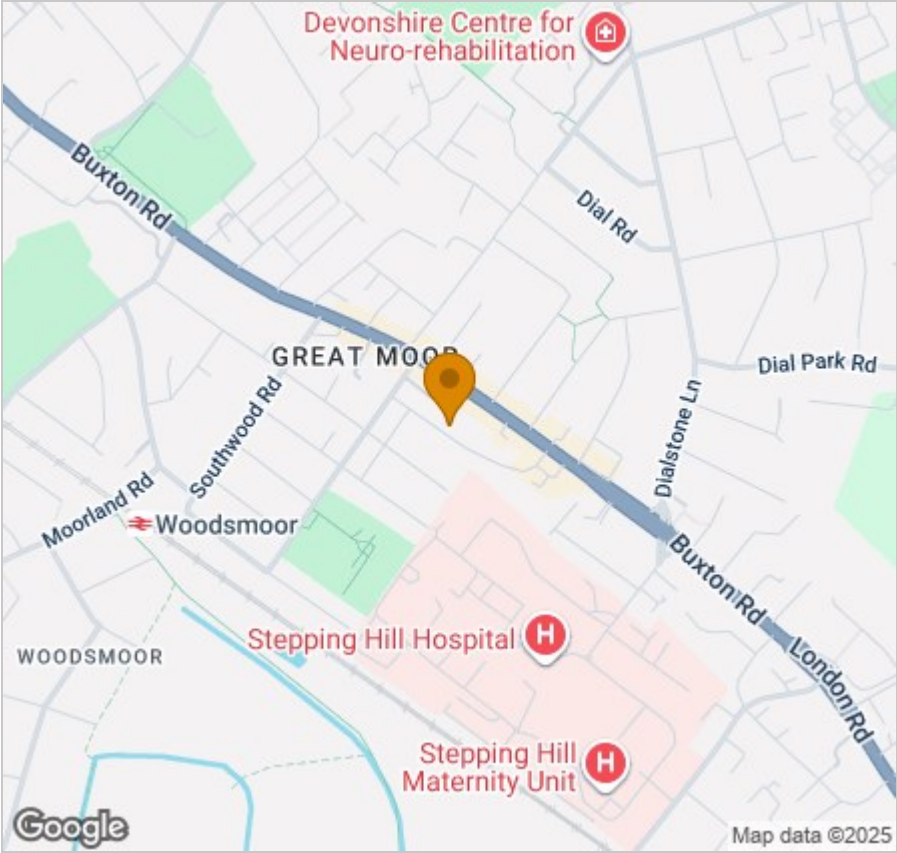 Devonshire Centre for
Neuro-rehabilitation
Buxton Rd
Dial Rd
GREAT MOOR
Dial Park Rd
Southwood Rd
Dialstone Ln
Moorland Rd
Woodsmoor
Buxton Rd
Stepping Hill Hospital
H
WOODSMOOR
London Rd
Stepping Hill
Maternity Unit
H
Google
Map data ©2025